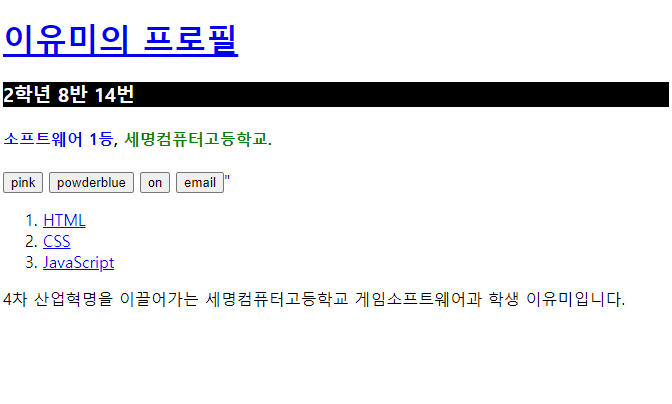 이유미의 프로필
2학년 8반 14번
소프트웨어 1등, 세명컴퓨터고등학교.
pink powderblue on email"
1. HTML
2. CSS
3. JavaScript
4차 산업혁명을 이끌어가는 세명컴퓨터고등학교 게임소프트웨어과 학생 이유미입니다.